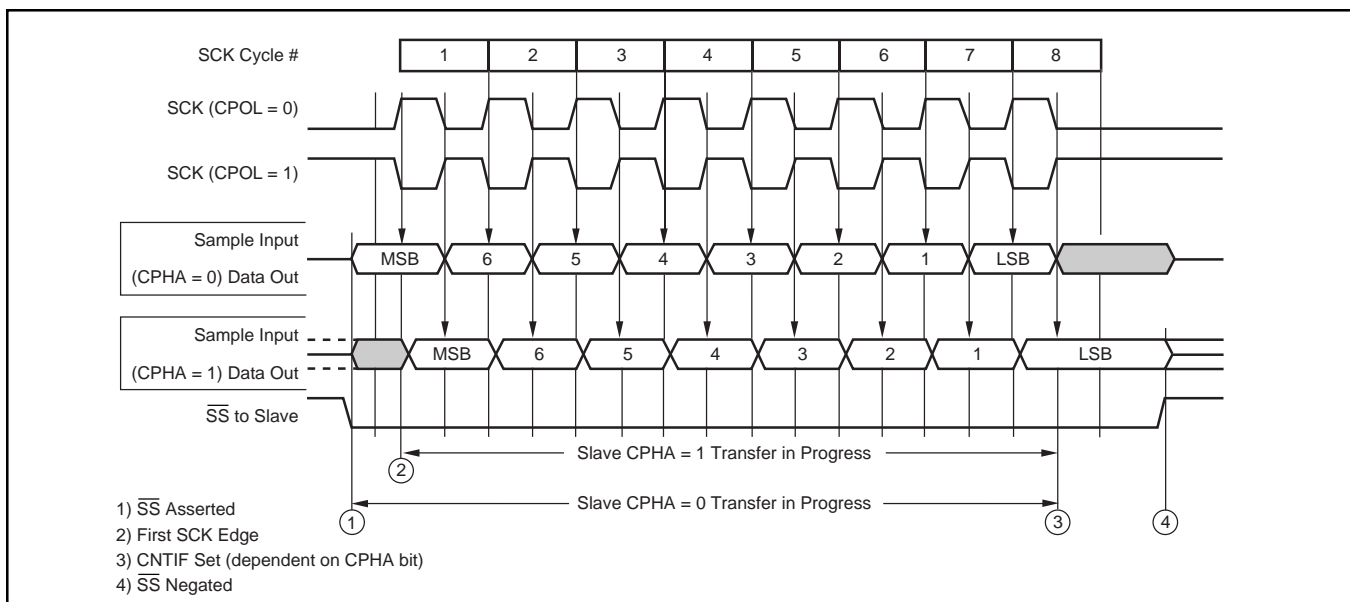 SCK Cycle #
1 2 3 4 5 6 7 8
SCK (CPOL = 0)
SCK (CPOL = 1)
Sample Input
MSB 6 5 4 3 2 1 LSB
(CPHA = 0) Data Out
Sample Input
MSB 6 5 4 3 2 1 LSB
(CPHA = 1) Data Out
S̅S̅ to Slave
Slave CPHA = 1 Transfer in Progress
2
Slave CPHA = 0 Transfer in Progress
1 3 4
1) S̅S̅ Asserted
2) First SCK Edge
3) CNTIF Set (dependent on CPHA bit)
4) S̅S̅ Negated